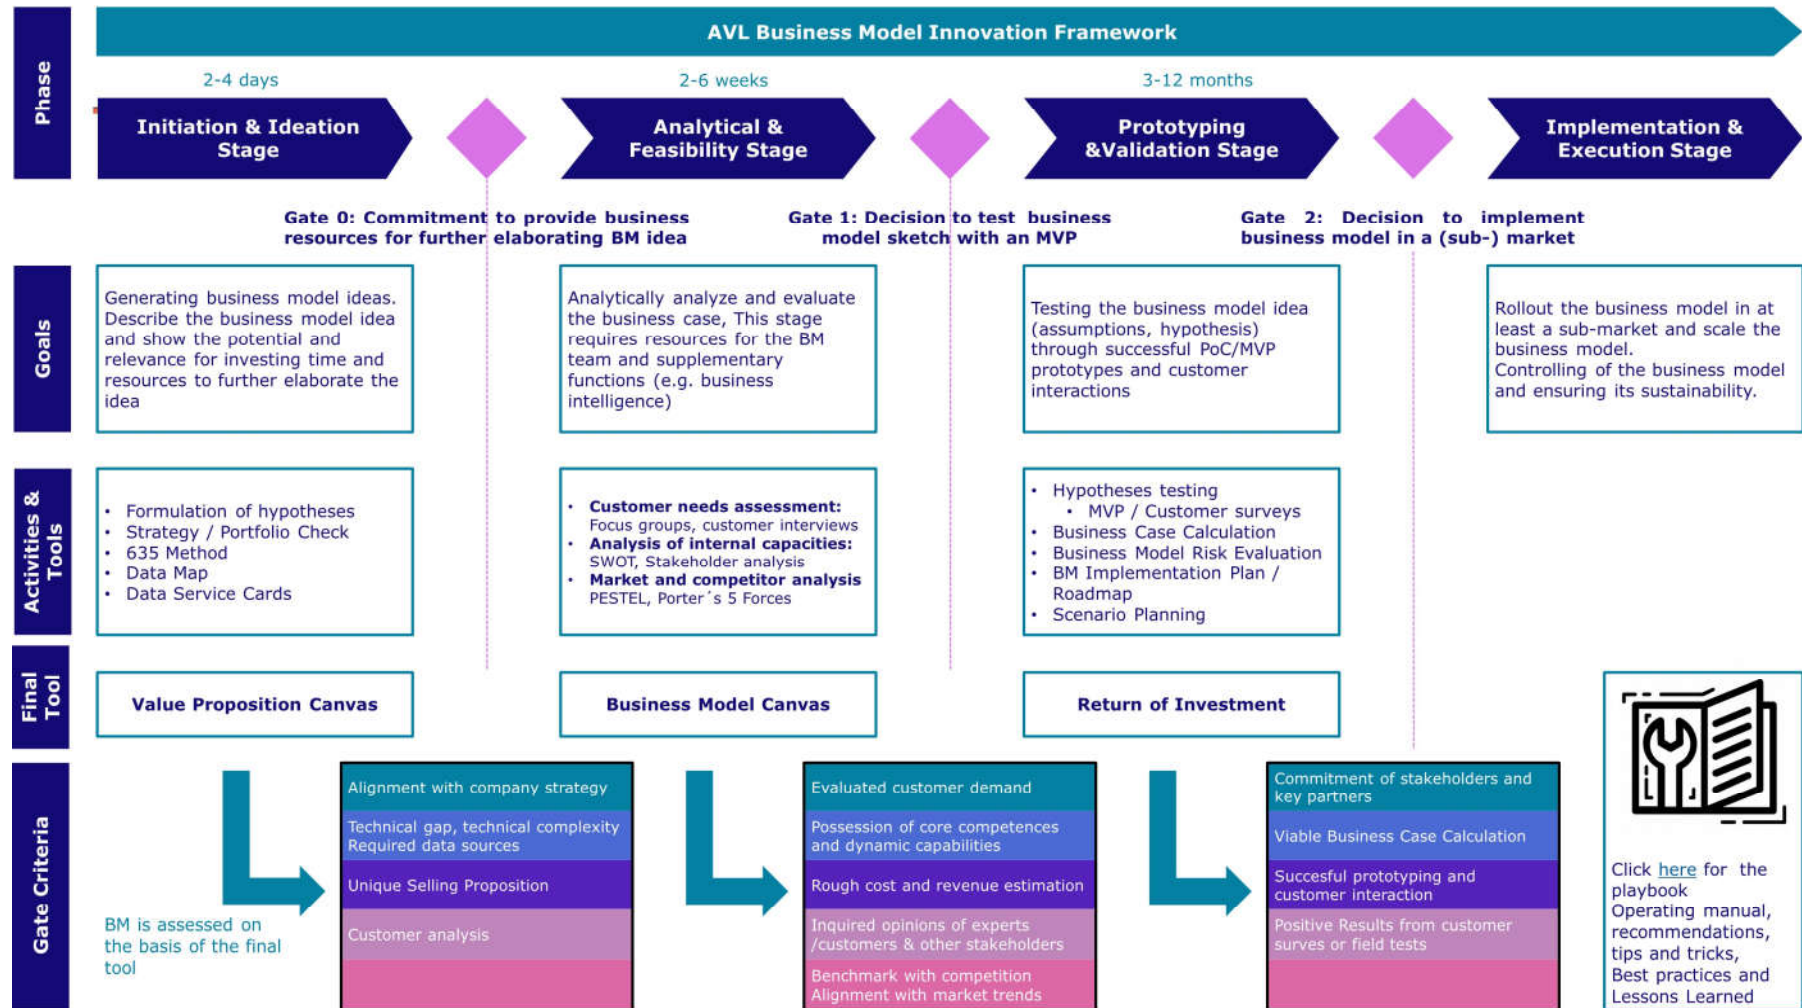 AVL Business Model Innovation Framework
Phase
2-4 days
2-6 weeks
3-12 months
Initiation & Ideation
Stage
Analytical &
Feasibility Stage
Prototyping
&Validation Stage
Implementation &
Execution Stage
Gate 0: Commitment to provide business
resources for further elaborating BM idea
Gate 1: Decision to test business
model sketch with an MVP
Gate 2: Decision to implement
business model in a (sub-) market
Goals
Generating business model ideas.
Describe the business model idea
and show the potential and
relevance for investing time and
resources to further elaborate the
idea
Analytically analyze and evaluate
the business case, This stage
requires resources for the BM
team and supplementary
functions (e.g. business
intelligence)
Testing the business model idea
(assumptions, hypothesis)
through successful PoC/MVP
prototypes and customer
interactions
Rollout the business model in at
least a sub-market and scale the
business model.
Controlling of the business model
and ensuring its sustainability.
Activities &
Tools
• Formulation of hypotheses
• Strategy / Portfolio Check
• 635 Method
• Data Map
• Data Service Cards
• Customer needs assessment:
Focus groups, customer interviews
• Analysis of internal capacities:
SWOT, Stakeholder analysis
• Market and competitor analysis
PESTEL, Porter´s 5 Forces
• Hypotheses testing
• MVP / Customer surveys
• Business Case Calculation
• Business Model Risk Evaluation
• BM Implementation Plan /
Roadmap
• Scenario Planning
Final
Tool
Value Proposition Canvas
Business Model Canvas
Return of Investment
Gate Criteria
BM is assessed on
the basis of the final
tool
Alignment with company strategy
Technical gap, technical complexity
Required data sources
Unique Selling Proposition
Customer analysis
Evaluated customer demand
Possession of core competences
and dynamic capabilities
Rough cost and revenue estimation
Inquired opinions of experts
/customers & other stakeholders
Benchmark with competition
Alignment with market trends
Commitment of stakeholders and
key partners
Viable Business Case Calculation
Succesful prototyping and
customer interaction
Positive Results from customer
surves or field tests
Click here for the
playbook
Operating manual,
recommendations,
tips and tricks,
Best practices and
Lessons Learned